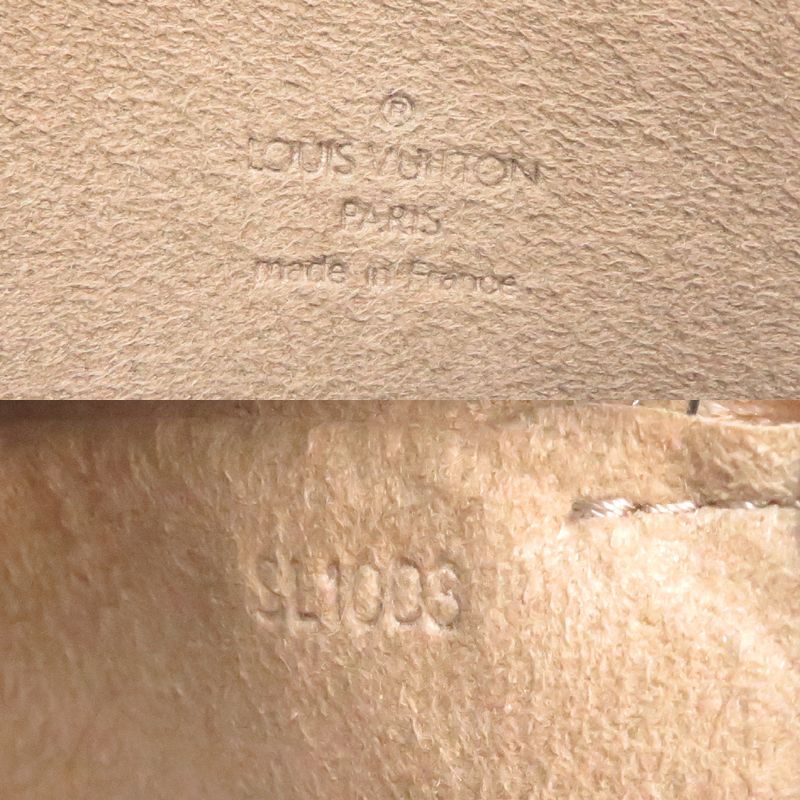 ®
LOUIS VUITTON
PARIS
made in France
SL1003